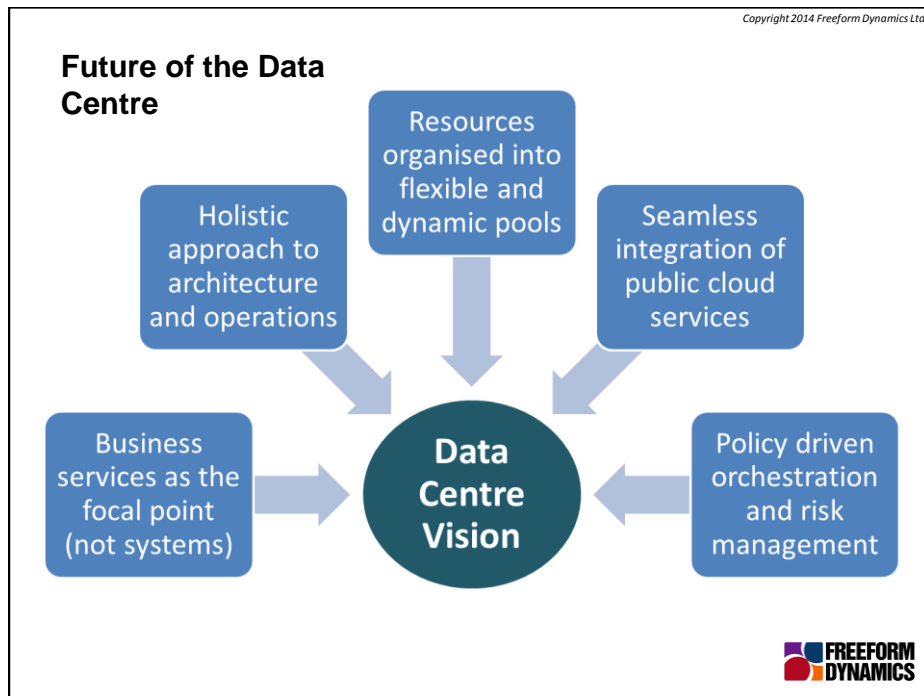 Copyright 2014 Freeform Dynamics Ltd
Future of the Data
Centre
Resources
organised into
flexible and
dynamic pools
Holistic
approach to
architecture
and operations
Seamless
integration of
public cloud
services
Business
services as the
focal point
(not systems)
Data
Centre
Vision
Policy driven
orchestration
and risk
management
FREEFORM
DYNAMICS